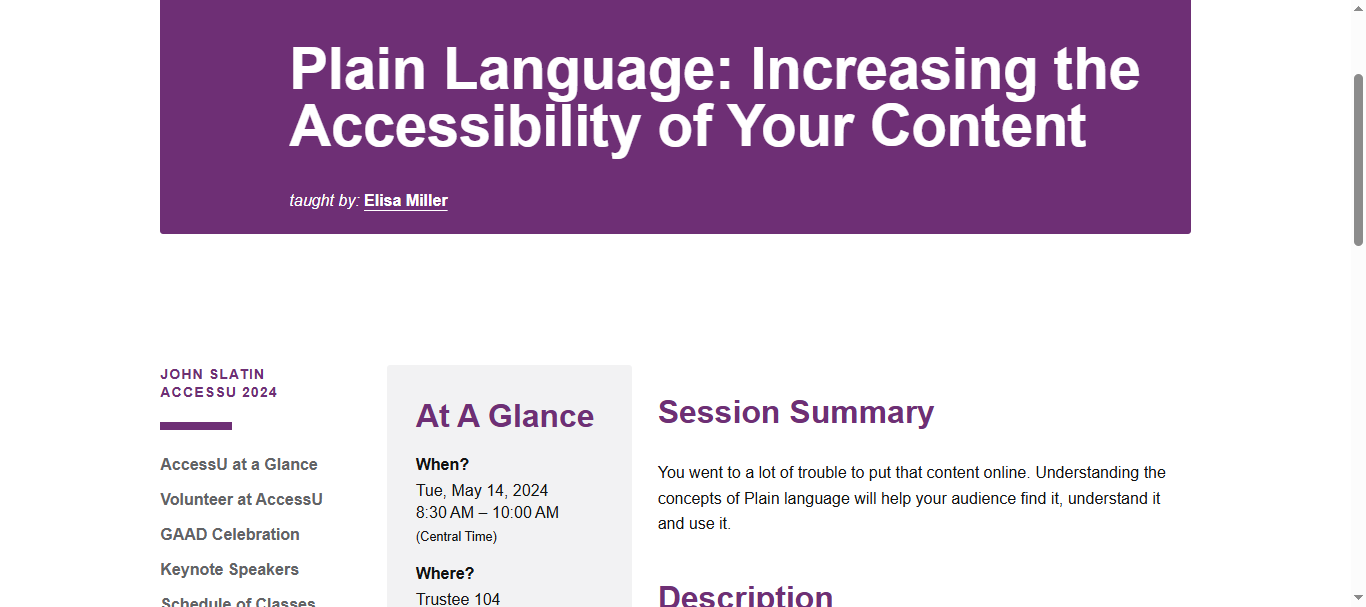 Plain Language: Increasing the
Accessibility of Your Content
taught by: Elisa Miller
JOHN SLATIN
ACCESSU 2024
AccessU at a Glance
Volunteer at AccessU
GAAD Celebration
Keynote Speakers
Schedule of Classes
At A Glance
When?
Tue, May 14, 2024
8:30 AM – 10:00 AM
(Central Time)
Where?
Trustee 104
Session Summary
You went to a lot of trouble to put that content online. Understanding the
concepts of Plain language will help your audience find it, understand it
and use it.
Description